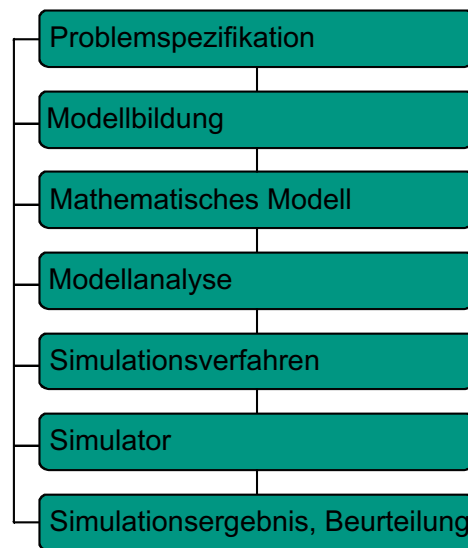 Problemspezifikation
Modellbildung
Mathematisches Modell
Modellanalyse
Simulationsverfahren
Simulator
Simulationsergebnis, Beurteilung